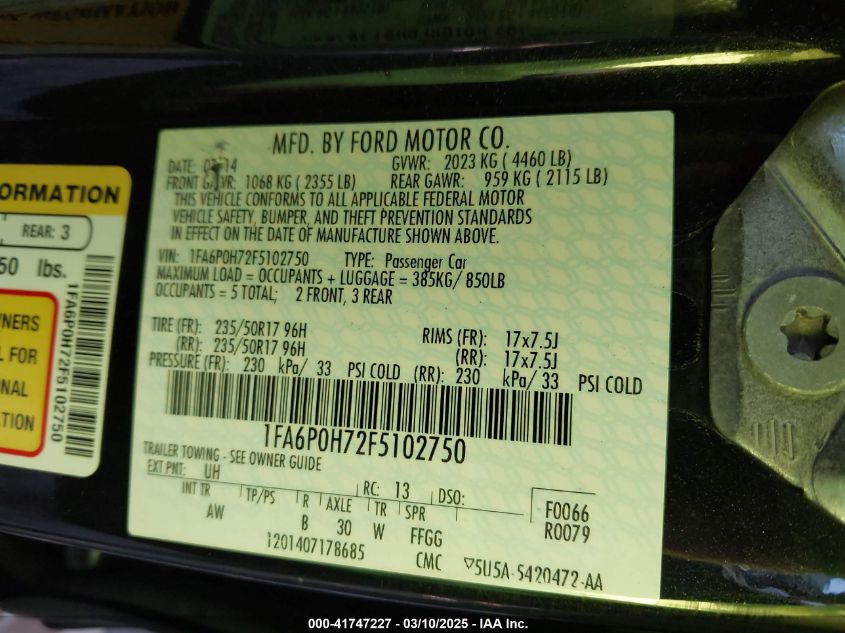 MFD. BY FORD MOTOR CO.
DATE: GVWR: 2023 KG ( 4460 LB)
FRONT GAWR: 1068 KG ( 2355 LB) REAR GAWR: 959 KG ( 2115 LB)
THIS VEHICLE CONFORMS TO ALL APPLICABLE FEDERAL MOTOR
VEHICLE SAFETY, BUMPER, AND THEFT PREVENTION STANDARDS
IN EFFECT ON THE DATE OF MANUFACTURE SHOWN ABOVE.
VIN: 1FA6P0H72F5102750 TYPE: Passenger Car
MAXIMUM LOAD = OCCUPANTS + LUGGAGE = 385KG/ 850LB
OCCUPANTS = 5 TOTAL; 2 FRONT, 3 REAR
TIRE (FR): 235/50R17 96H RIMS (FR): 17x7.5J
(RR): 235/50R17 96H (RR): 17x7.5J
PRESSURE (FR): 230 kPa/ 33 PSI COLD (RR): 230 kPa/ 33 PSI COLD
1FA6P0H72F5102750
TRAILER TOWING - SEE OWNER GUIDE
EXT PNT: UH RC: 13 DSO: F0066
INT TR TP/PS R AXLE TR SPR R0079
AW B 30 W FFGG
1201407178685 CMC ▽5U5A-5420472-AA
ORMATION
REAR: 3
50 lbs.
1FA6P0H72F5102750
WNERS
L FOR
ONAL
ATION
000-41747227 - 03/10/2025 - IAA Inc.